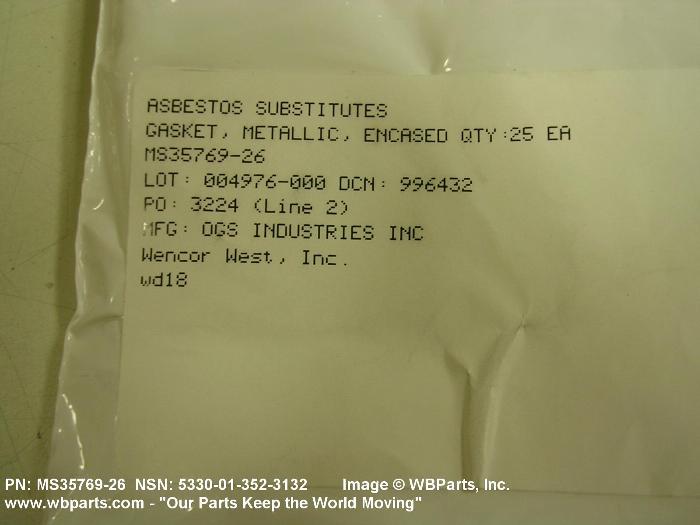 ASBESTOS SUBSTITUTES
GASKET, METALLIC, ENCASED QTY:25 EA
MS35769-26
LOT: 004976-000 DCN: 996432
PO: 3224 (Line 2)
MFG: OGS INDUSTRIES INC
Wencor West, Inc.
wd18
PN: MS35769-26 NSN: 5330-01-352-3132 Image © WBParts, Inc.
www.wbparts.com - "Our Parts Keep the World Moving"